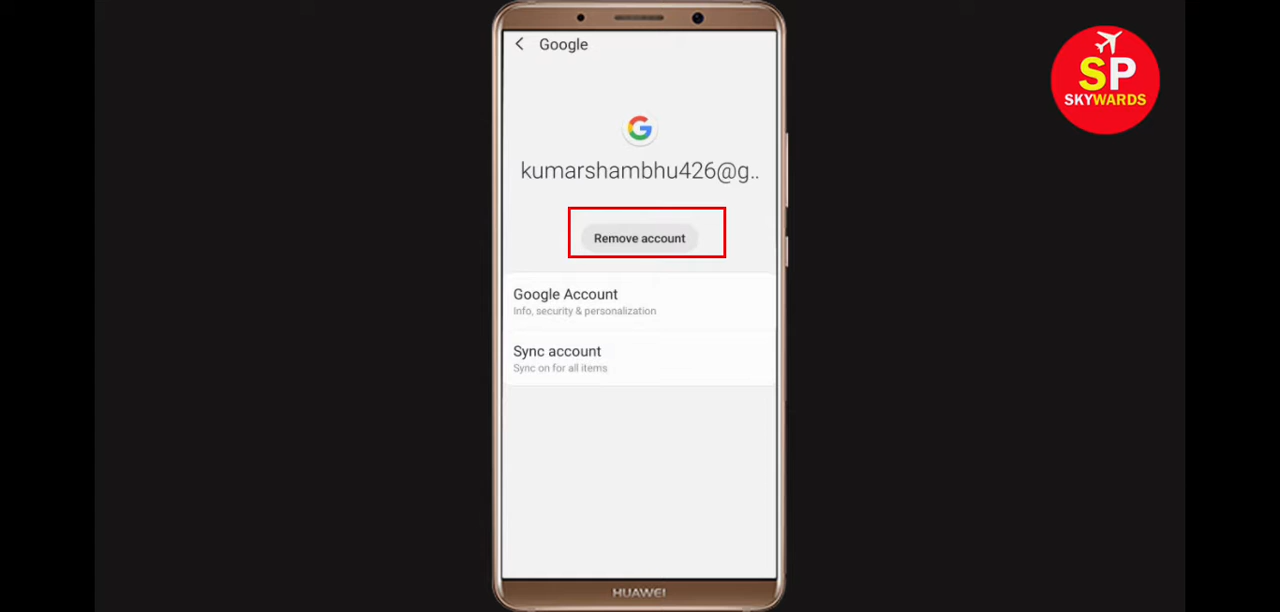 Google
kumarshambhu426@g..
Remove account
Google Account
Info, security & personalization
Sync account
Sync on for all items
HUAWEI
SP
SKYWARDS